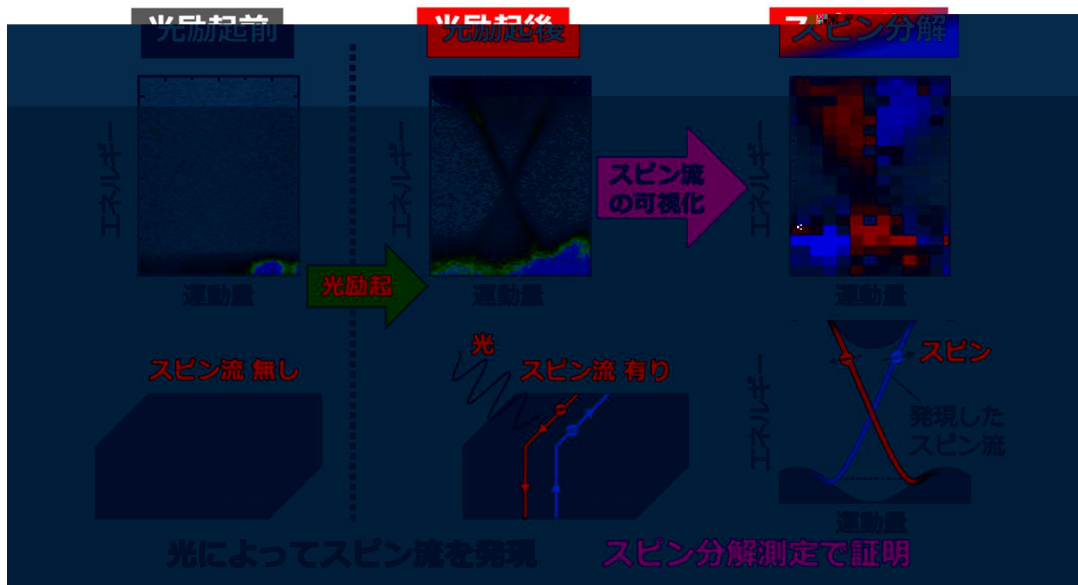 光励起前
光励起後
スピン分解
エネルギー
運動量
光励起
エネルギー
運動量
スピン流
の可視化
エネルギー
運動量
スピン流 無し
光
スピン流 有り
エネルギー
スピン
発現した
スピン流
運動量
光によってスピン流を発現
スピン分解測定で証明